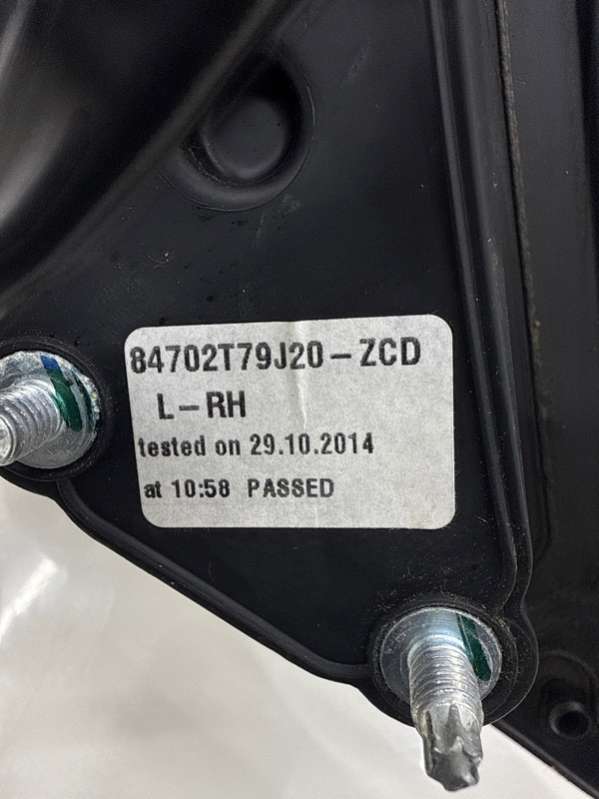 84702T79J20-ZCD
L-RH
tested on 29.10.2014
at 10:58 PASSED